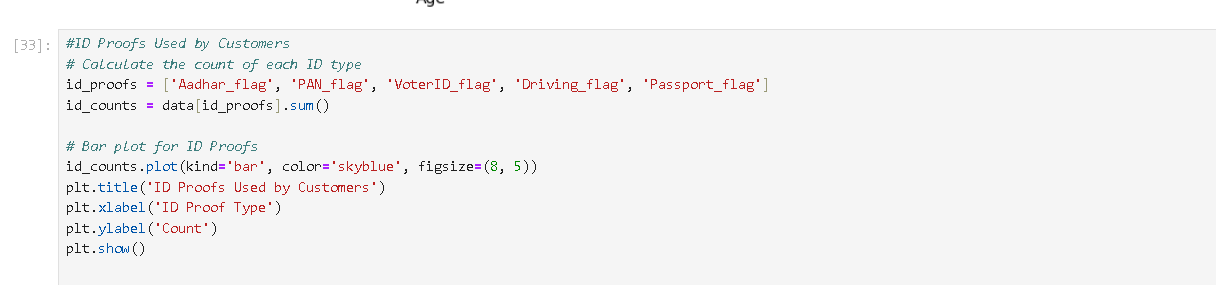 Age
[33]:
#ID Proofs Used by Customers
# Calculate the count of each ID type
id_proofs = ['Aadhar_flag', 'PAN_flag', 'VoterID_flag', 'Driving_flag', 'Passport_flag']
id_counts = data[id_proofs].sum()
# Bar plot for ID Proofs
id_counts.plot(kind='bar', color='skyblue', figsize=(8, 5))
plt.title('ID Proofs Used by Customers')
plt.xlabel('ID Proof Type')
plt.ylabel('Count')
plt.show()